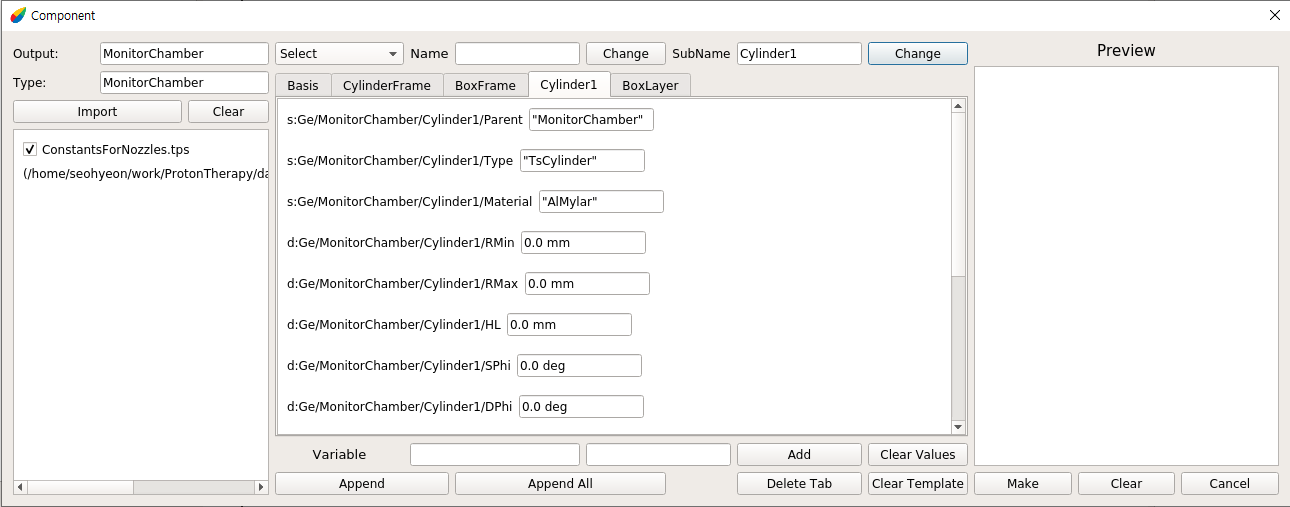 Component
Output: MonitorChamber Select Name Change SubName Cylinder1 Change Preview
Type: MonitorChamber
Basis CylinderFrame BoxFrame Cylinder1 BoxLayer
Import Clear
s:Ge/MonitorChamber/Cylinder1/Parent "MonitorChamber"
ConstantsForNozzles.tps
(/home/seohyeon/work/ProtonTherapy/da
s:Ge/MonitorChamber/Cylinder1/Type "TsCylinder"
s:Ge/MonitorChamber/Cylinder1/Material "AlMylar"
d:Ge/MonitorChamber/Cylinder1/RMin 0.0 mm
d:Ge/MonitorChamber/Cylinder1/RMax 0.0 mm
d:Ge/MonitorChamber/Cylinder1/HL 0.0 mm
d:Ge/MonitorChamber/Cylinder1/SPhi 0.0 deg
d:Ge/MonitorChamber/Cylinder1/DPhi 0.0 deg
Variable Add Clear Values
Append Append All Delete Tab Clear Template Make Clear Cancel